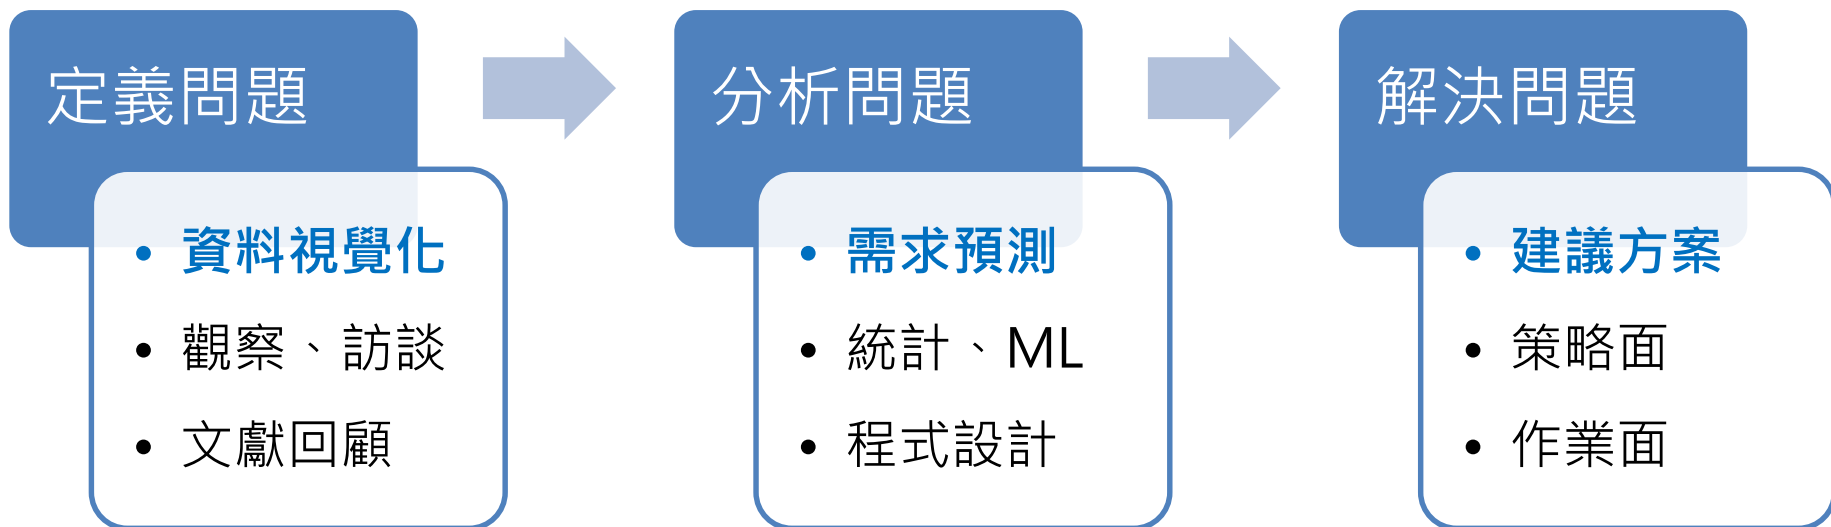 定義問題
• 資料視覺化
• 觀察、訪談
• 文獻回顧
分析問題
• 需求預測
• 統計、ML
• 程式設計
解決問題
• 建議方案
• 策略面
• 作業面